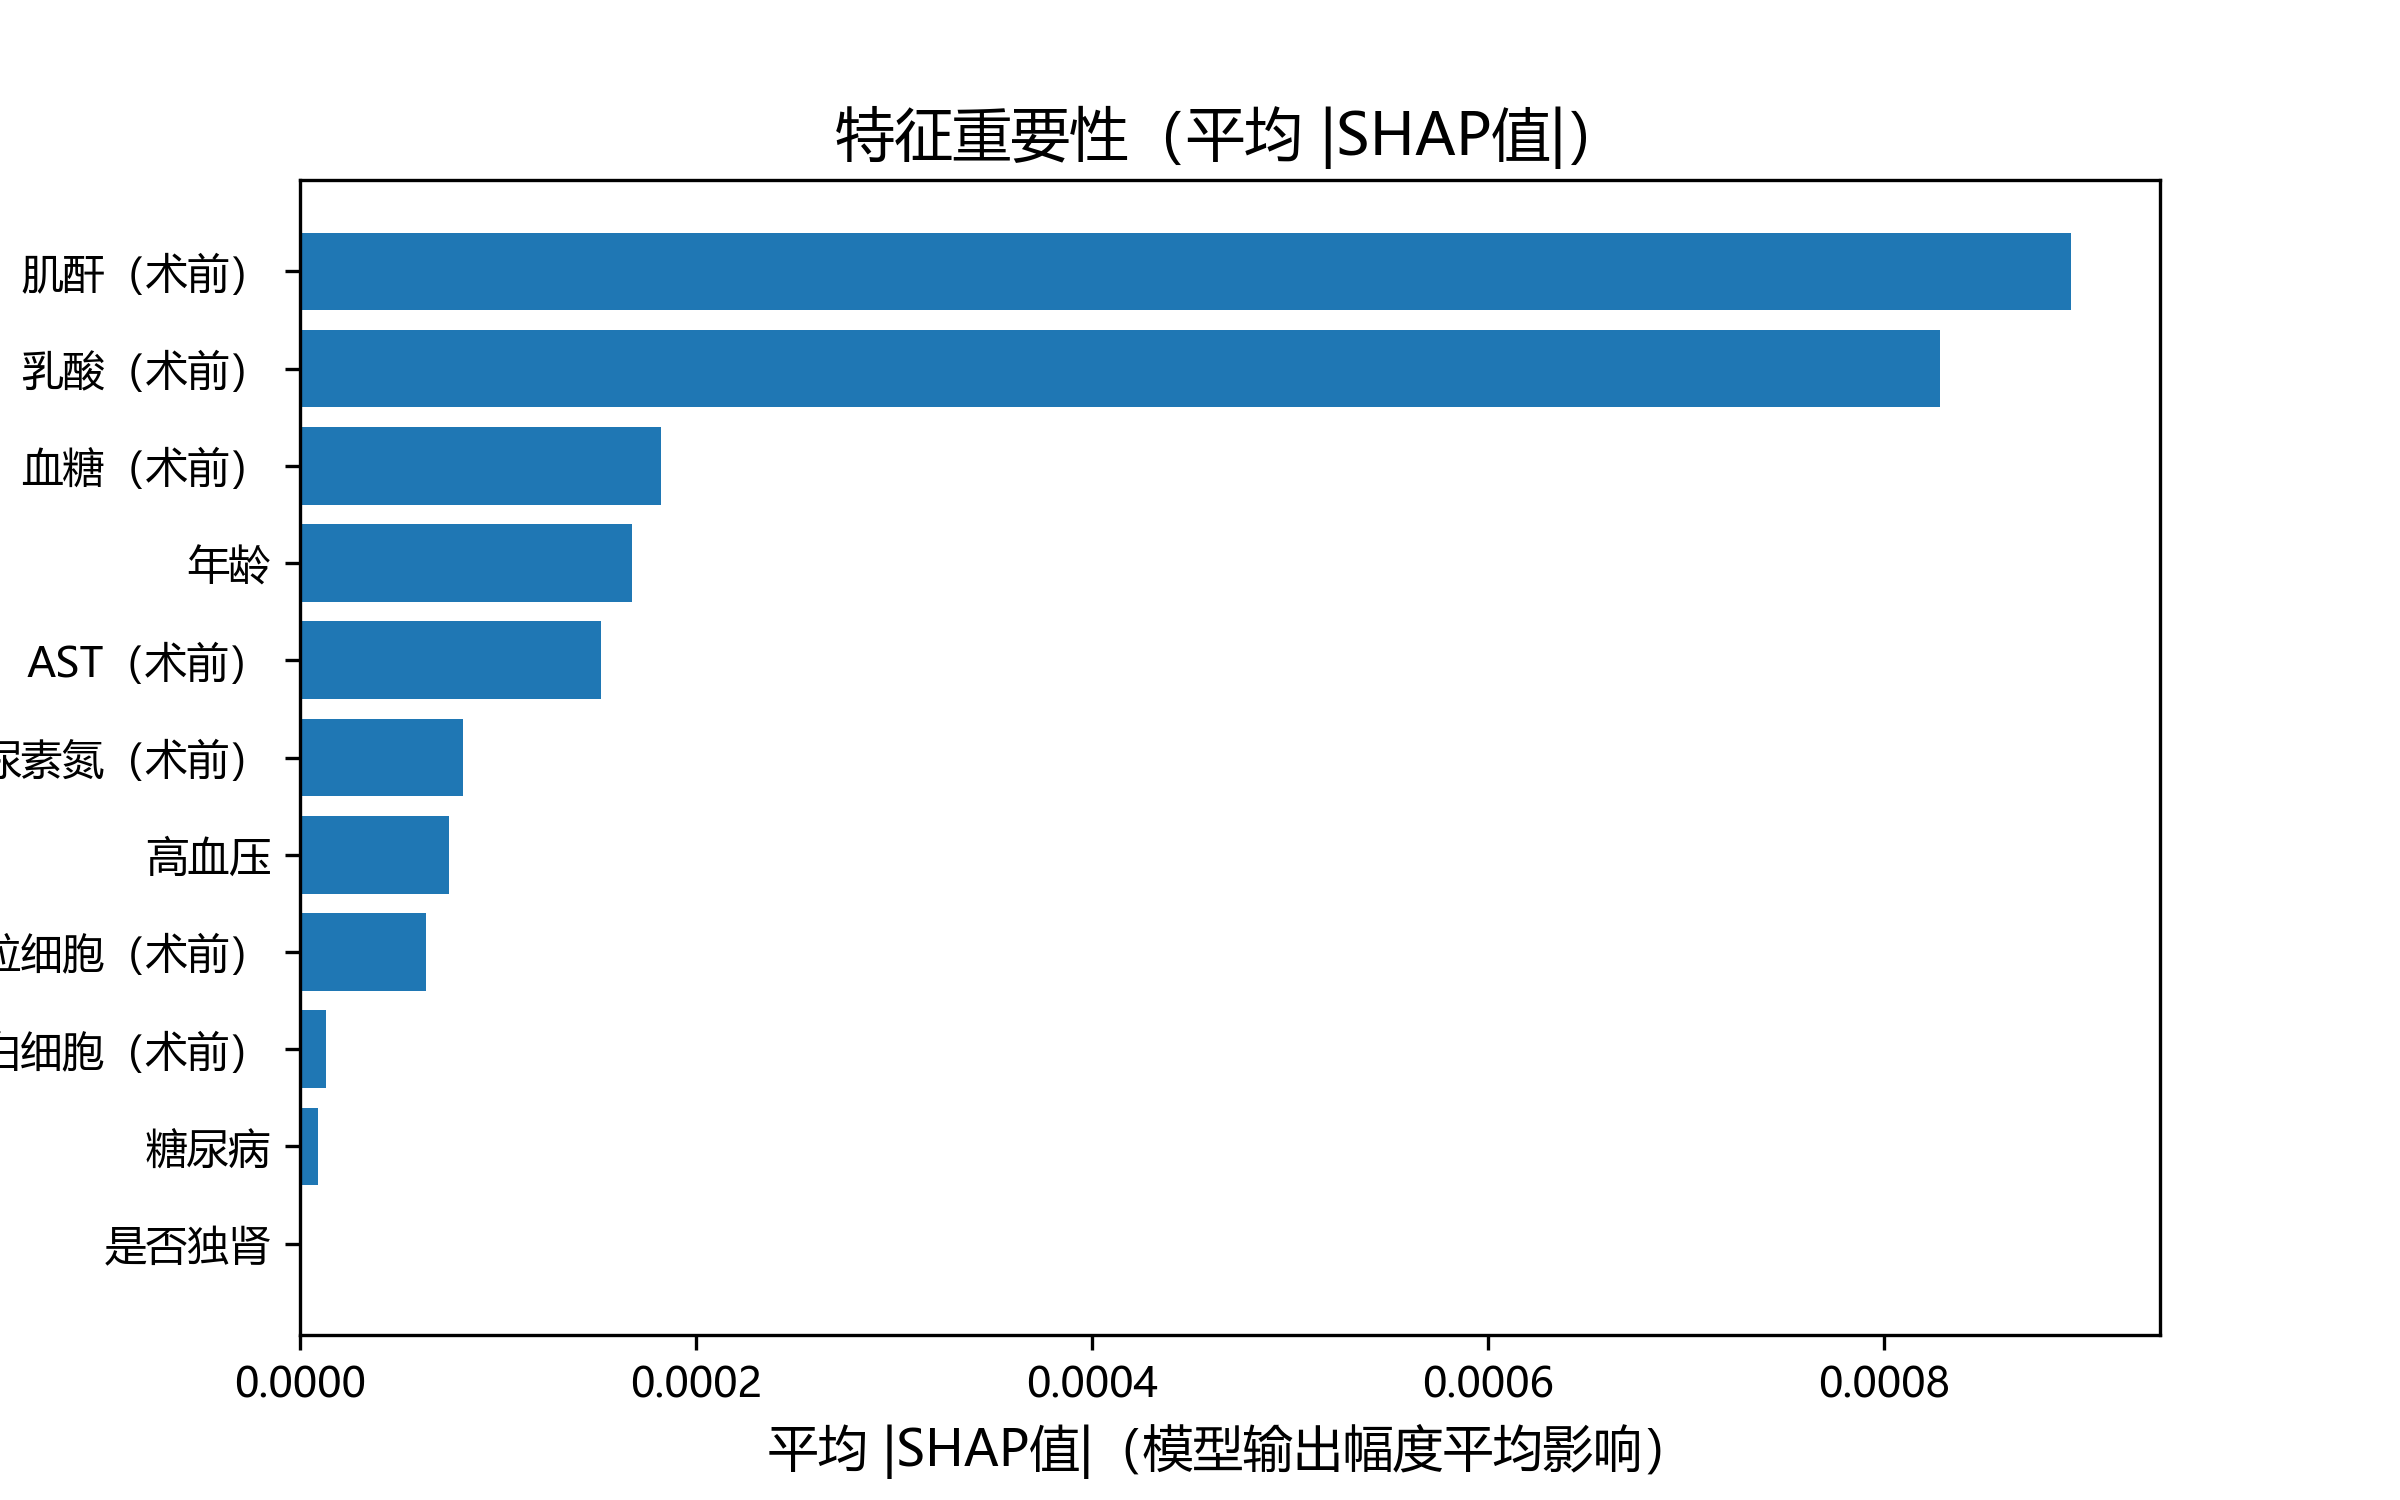 特征重要性（平均 |SHAP值|）
肌酐（术前）
乳酸（术前）
血糖（术前）
年龄
AST（术前）
尿素氮（术前）
高血压
粒细胞（术前）
白细胞（术前）
糖尿病
是否独肾
0.0000 0.0002 0.0004 0.0006 0.0008
平均 |SHAP值|（模型输出幅度平均影响）